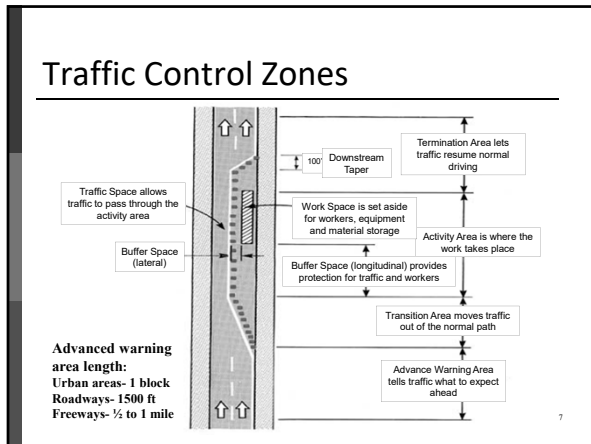 Traffic Control Zones
Termination Area lets
traffic resume normal
driving
100'
Downstream
Taper
Traffic Space allows
traffic to pass through the
activity area
Work Space is set aside
for workers, equipment
and material storage
Activity Area is where the
work takes place
Buffer Space
(lateral)
Buffer Space (longitudinal) provides
protection for traffic and workers
Transition Area moves traffic
out of the normal path
Advanced warning
area length:
Urban areas- 1 block
Roadways- 1500 ft
Freeways- ½ to 1 mile
Advance Warning Area
tells traffic what to expect
ahead
7